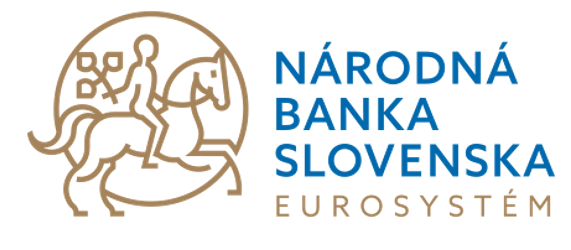 NÁRODNÁ
BANKA
SLOVENSKA
EUROSYSTÉM